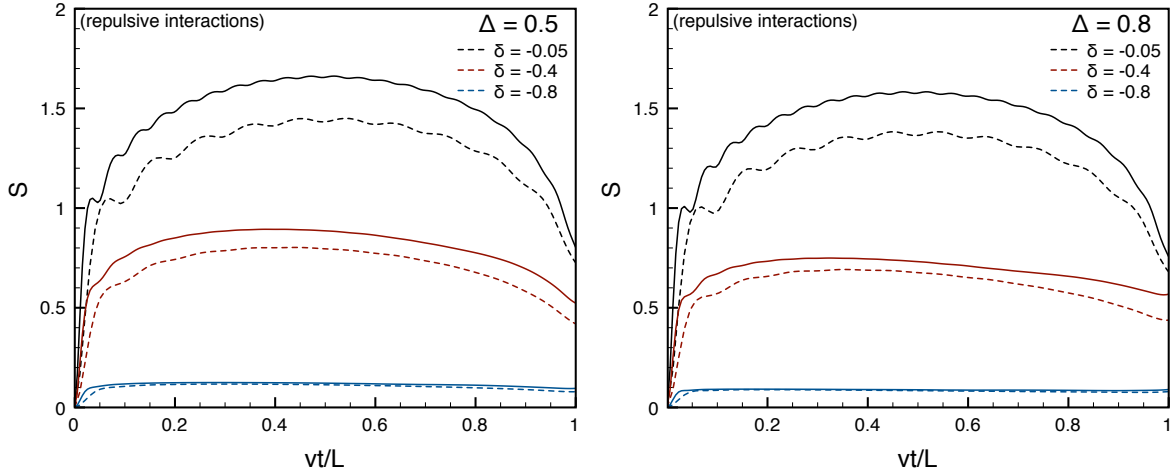 (repulsive interactions)
Δ = 0.5
δ = -0.05
δ = -0.4
δ = -0.8
2
1.5
1
0.5
0
S
0
0.2
0.4
0.6
0.8
1
vt/L
(repulsive interactions)
Δ = 0.8
δ = -0.05
δ = -0.4
δ = -0.8
2
1.5
1
0.5
0
S
0.2
0.4
0.6
0.8
1
vt/L